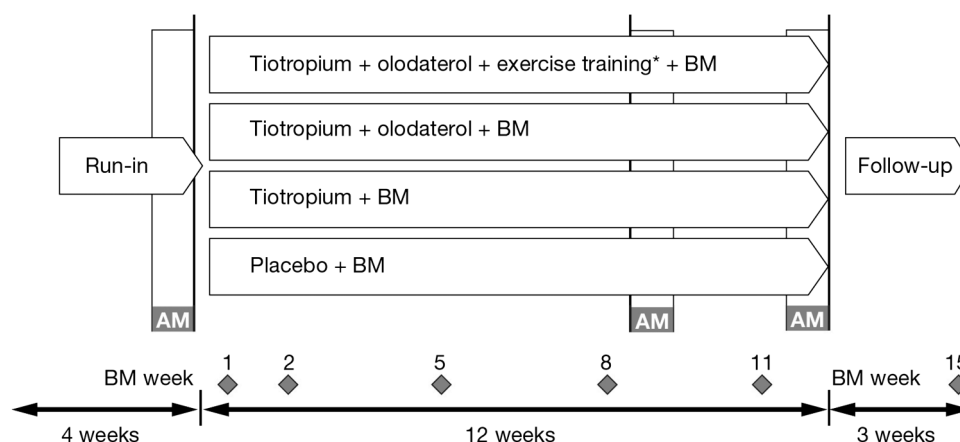 Tiotropium + olodaterol + exercise training* + BM
Tiotropium + olodaterol + BM
Run-in
Follow-up
Tiotropium + BM
Placebo + BM
AM
AM
AM
1
2
5
8
11
15
BM week
BM week
4 weeks
12 weeks
3 weeks